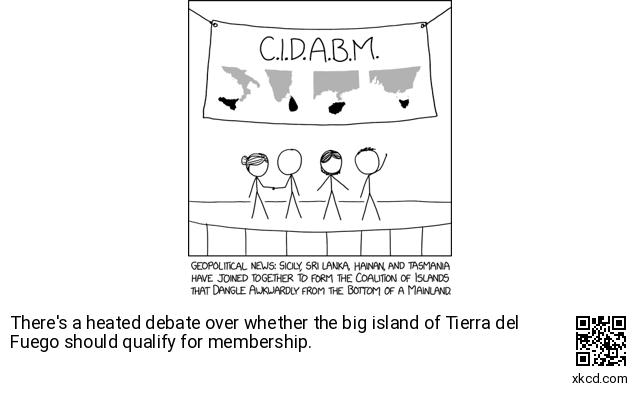 C.I.D.A.B.M.
GEOPOLITICAL NEWS: SICILY, SRI LANKA, HAINAN, AND TASMANIA
HAVE JOINED TOGETHER TO FORM THE COALITION OF ISLANDS
THAT DANGLE AWKWARDLY FROM THE BOTTOM OF A MAINLAND.
There's a heated debate over whether the big island of Tierra del
Fuego should qualify for membership.
xkcd.com